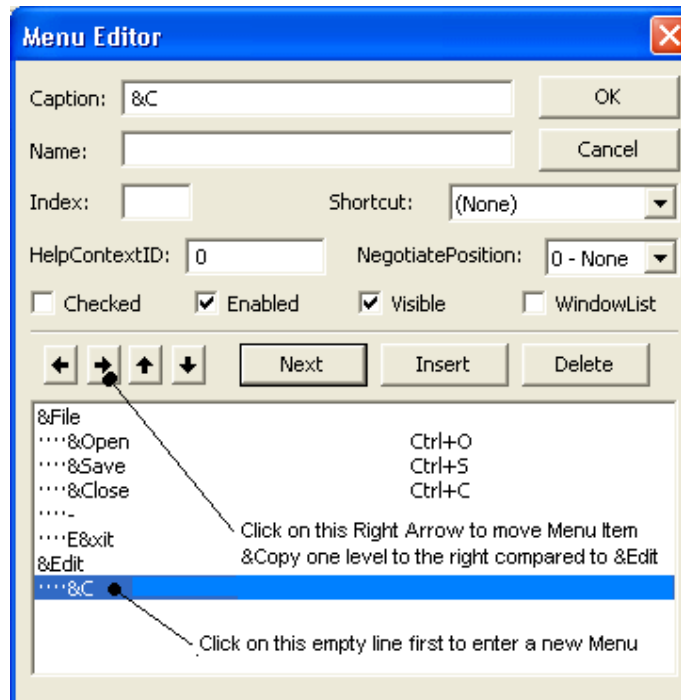 Menu Editor
Caption: &C OK
Name: Cancel
Index: Shortcut: (None)
HelpContextID: 0 NegotiatePosition: 0 - None
Checked Enabled Visible WindowList
Next Insert Delete
&File
····&Open Ctrl+O
····&Save Ctrl+S
····&Close Ctrl+C
····-
····E&xit
Click on this Right Arrow to move Menu Item
&Copy one level to the right compared to &Edit
&Edit
····&C
Click on this empty line first to enter a new Menu